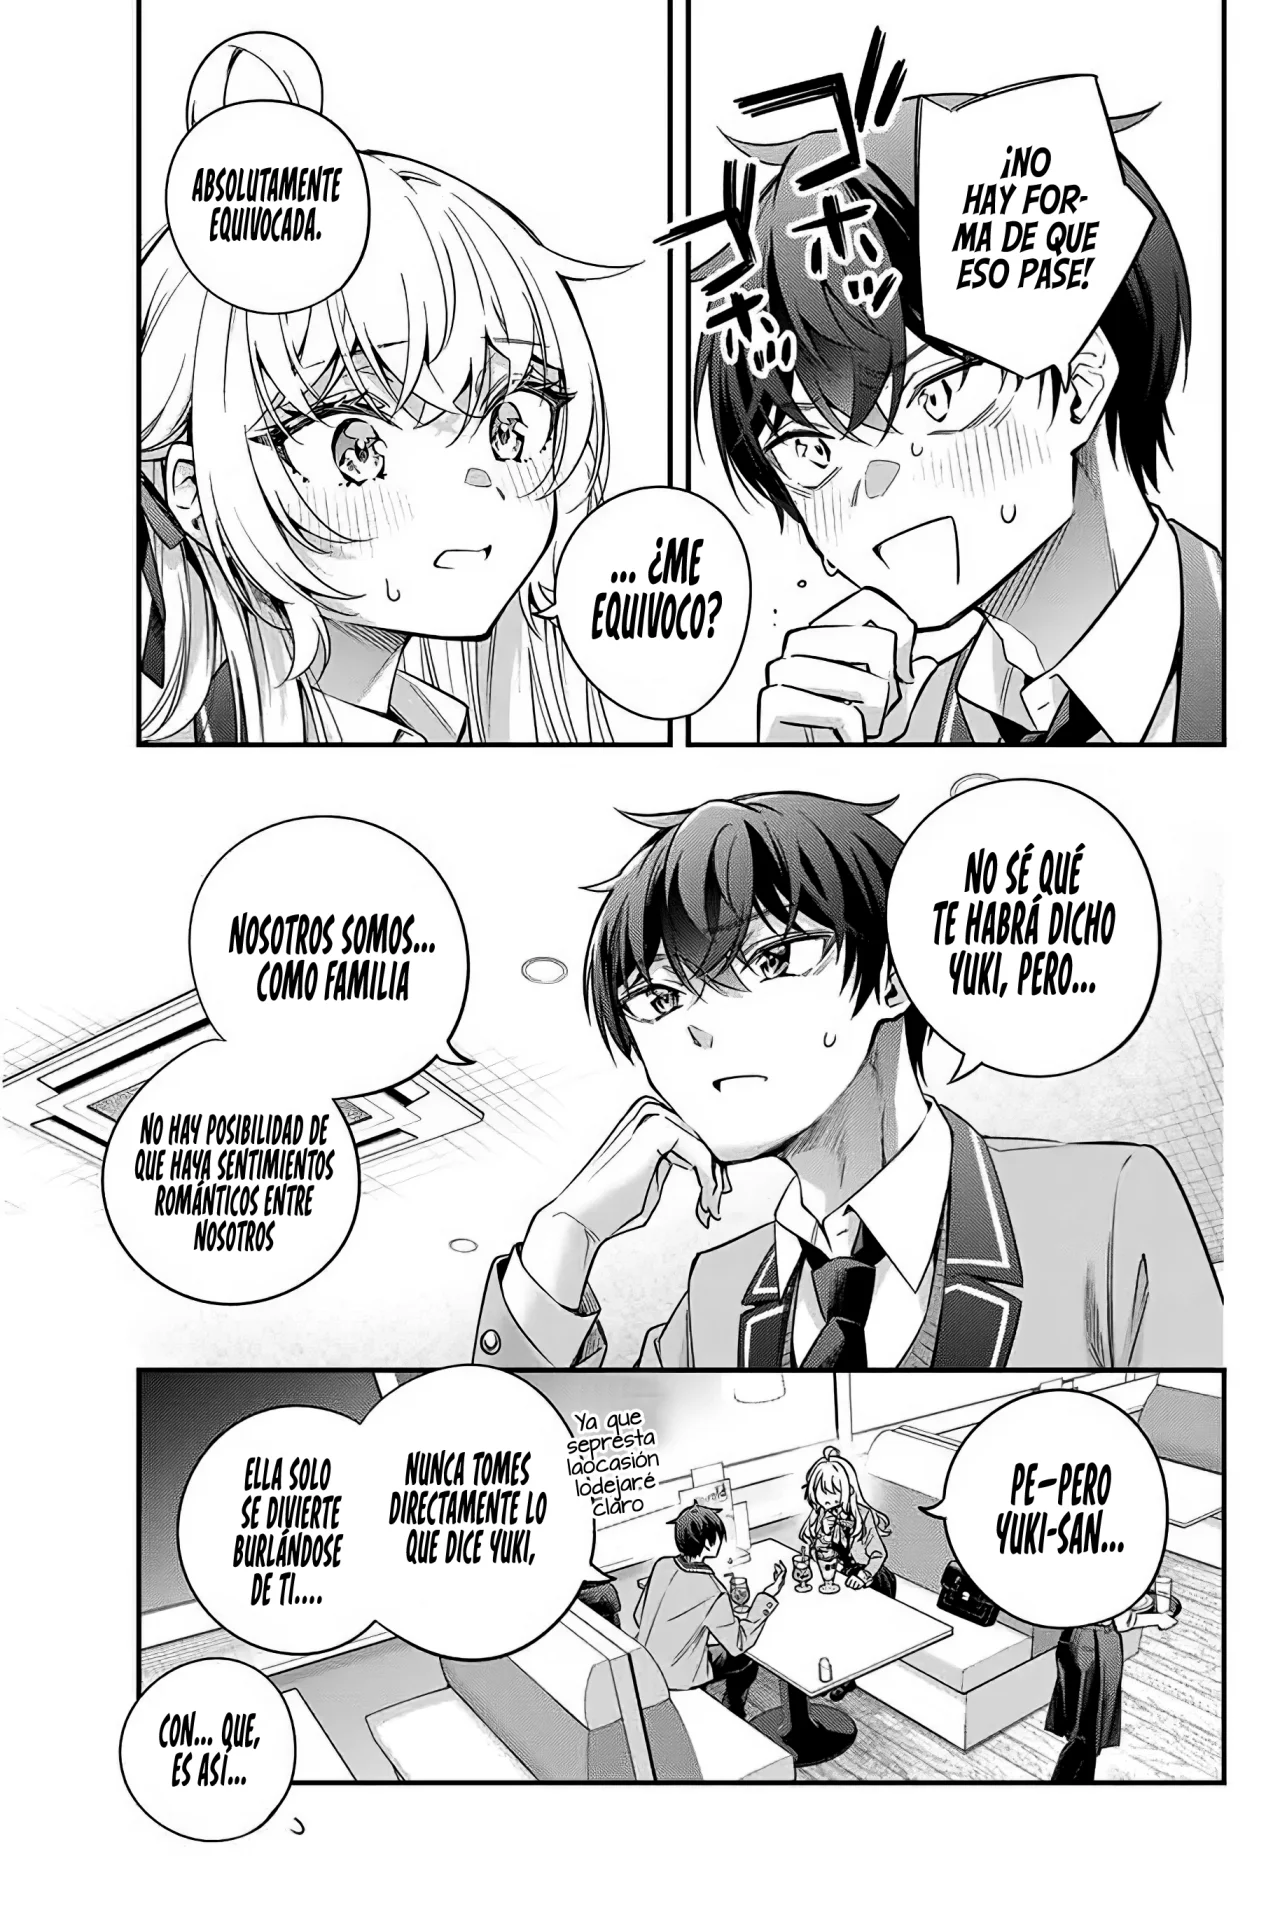 ¡NO
HAY FOR-
MA DE QUE
ESO PASE!
ゴホッ
ゴホッ
... ¿ME
EQUIVOCO?
ABSOLUTAMENTE
EQUIVOCADA.
NO SÉ QUÉ
TE HABRÁ DICHO
YUKI, PERO...
NOSOTROS SOMOS...
COMO FAMILIA
NO HAY POSIBILIDAD DE
QUE HAYA SENTIMIENTOS
ROMÁNTICOS ENTRE
NOSOTROS
PE-PERO
YUKI-SAN...
Ya que
sepresta
laocasión
lodejaré
claro
NUNCA TOMES
DIRECTAMENTE LO
QUE DICE YUKI,
ELLA SOLO
SE DIVIERTE
BURLÁNDOSE
DE TI....
CON... QUE,
ES ASÍ...